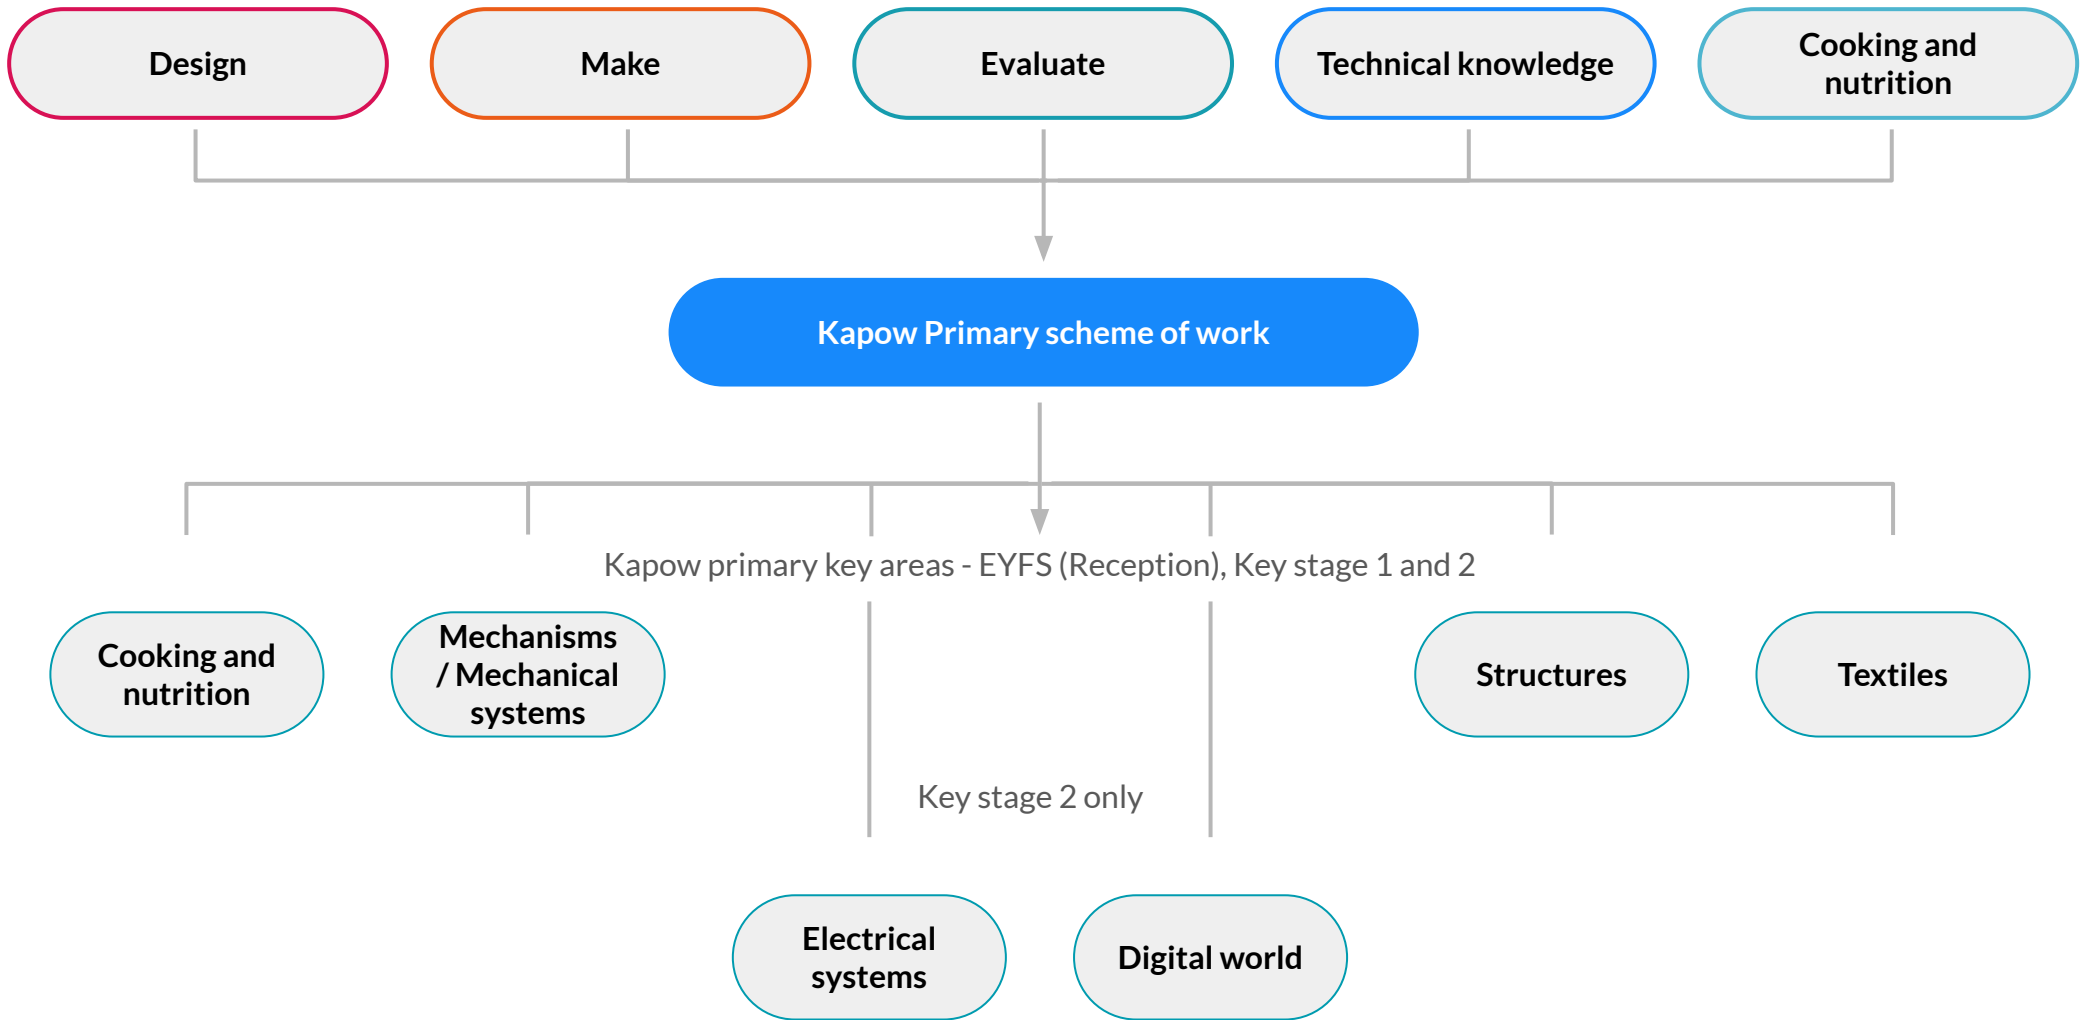 Design
Make
Evaluate
Technical knowledge
Cooking and
nutrition
Kapow Primary scheme of work
Kapow primary key areas - EYFS (Reception), Key stage 1 and 2
Cooking and
nutrition
Mechanisms
/ Mechanical
systems
Structures
Textiles
Key stage 2 only
Electrical
systems
Digital world